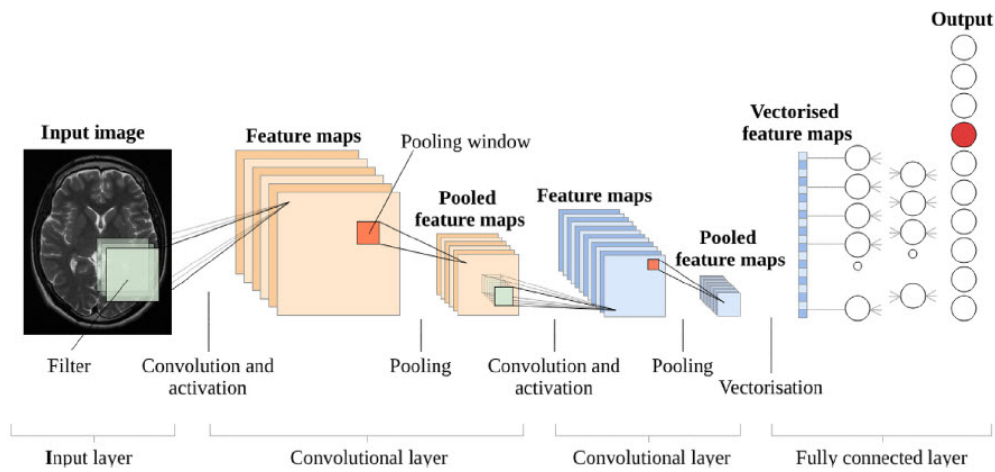 Output
Input image
Feature maps
Pooling window
Pooled
feature maps
Feature maps
Pooled
feature maps
Vectorised
feature maps
Filter
Convolution and
activation
Pooling
Convolution and
activation
Pooling
Vectorisation
Input layer
Convolutional layer
Convolutional layer
Fully connected layer